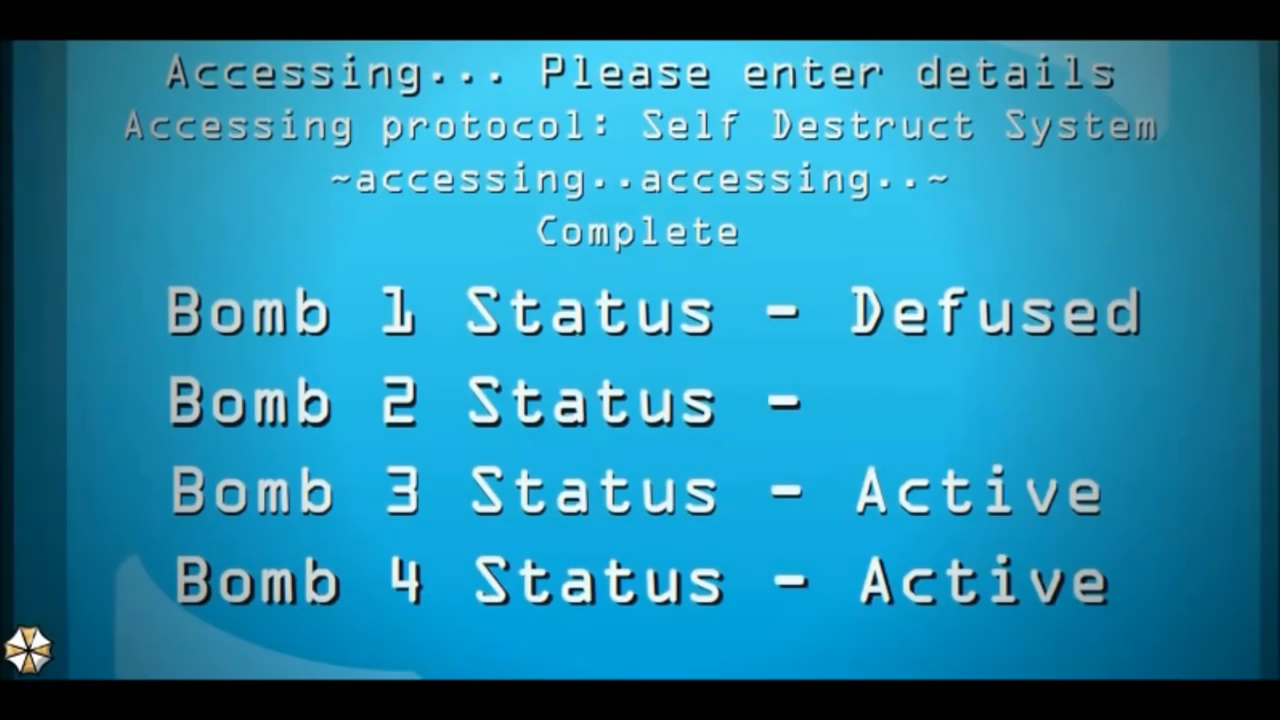 Accessing... Please enter details
Accessing protocol: Self Destruct System
~accessing..accessing..~
Complete
Bomb 1 Status - Defused
Bomb 2 Status -
Bomb 3 Status - Active
Bomb 4 Status - Active